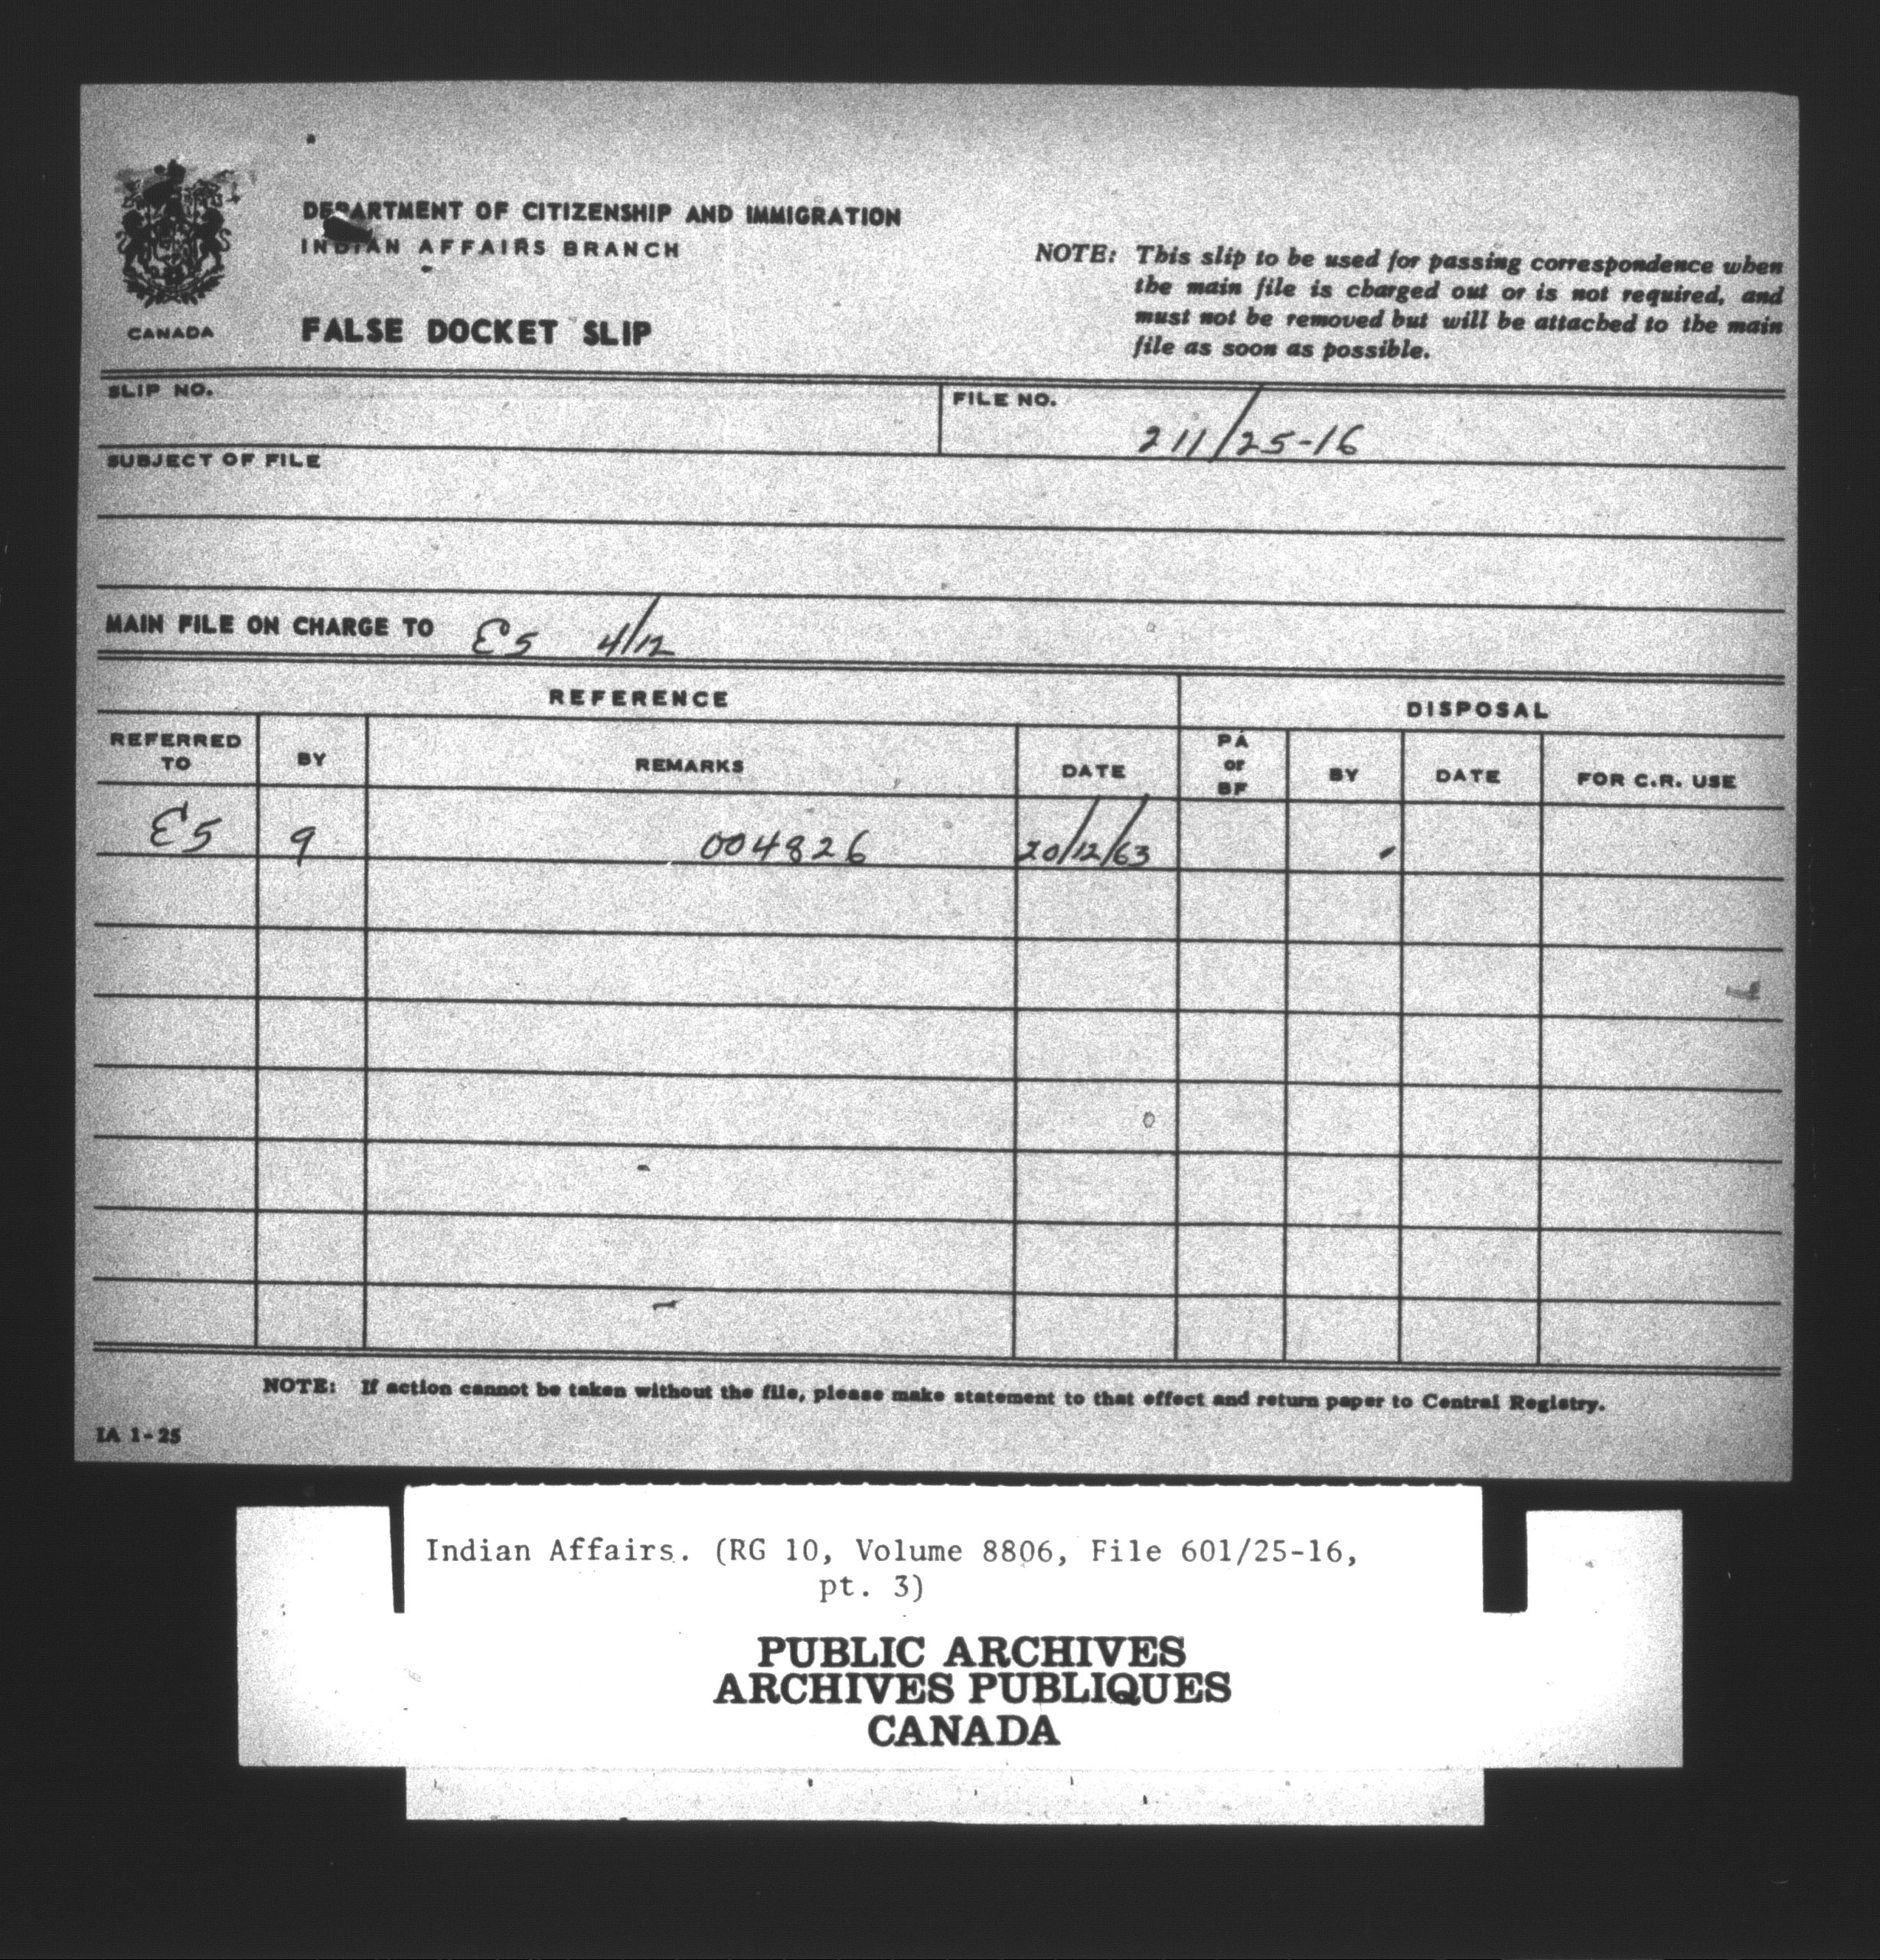 DEPARTMENT OF CITIZENSHIP AND IMMIGRATION
INDIAN AFFAIRS BRANCH
CANADA
FALSE DOCKET SLIP
NOTE: This slip to be used for passing correspondence when
the main file is charged out or is not required, and
must not be removed but will be attached to the main
file as soon as possible.
SLIP NO.
FILE NO.
211/25-16
SUBJECT OF FILE
MAIN FILE ON CHARGE TO E5 4/12
REFERENCE
DISPOSAL
REFERRED TO BY REMARKS DATE PA or BF BY DATE FOR C.R. USE
E5 9 004826 20/12/63
NOTE: If action cannot be taken without the file, please make statement to that effect and return paper to Central Registry.
IA 1-25
Indian Affairs. (RG 10, Volume 8806, File 601/25-16,
pt. 3)
PUBLIC ARCHIVES
ARCHIVES PUBLIQUES
CANADA